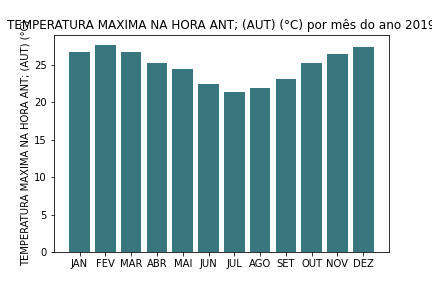 TEMPERATURA MAXIMA NA HORA ANT; (AUT) (°C) por mês do ano 2019
TEMPERATURA MAXIMA NA HORA ANT; (AUT) (°C)
25
20
15
10
5
0
JAN FEV MAR ABR MAI JUN JUL AGO SET OUT NOV DEZ